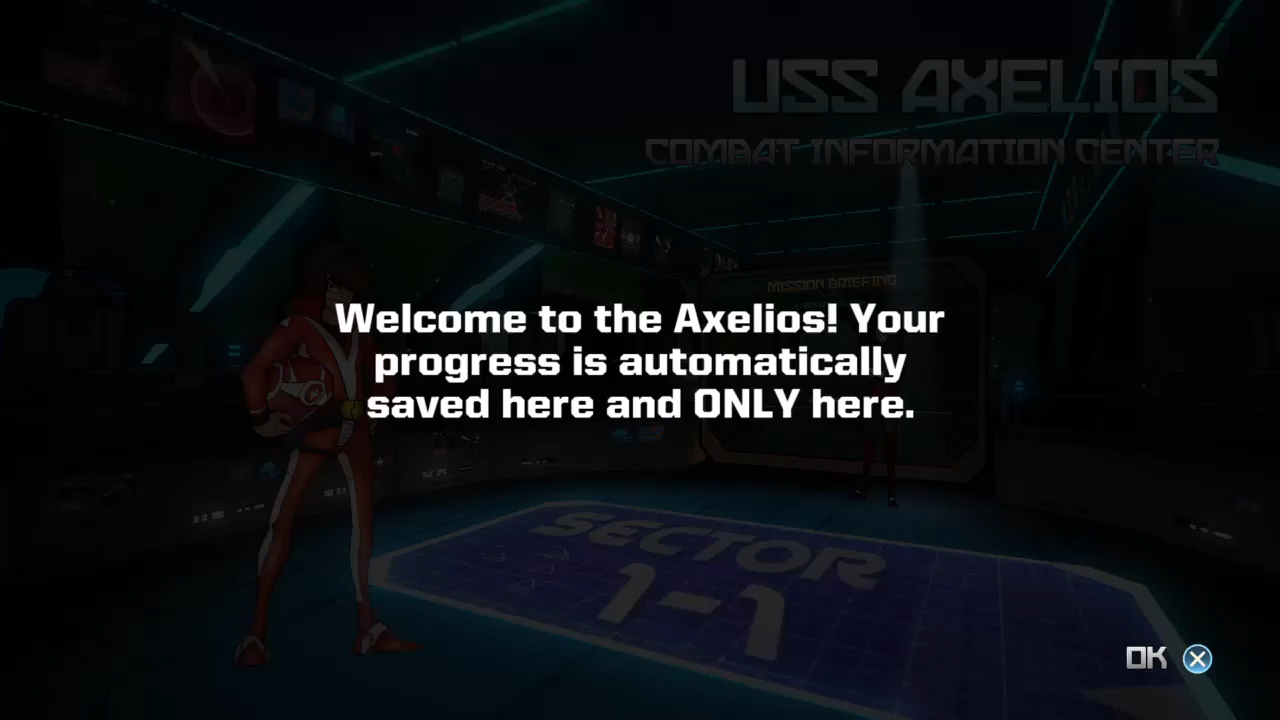 USS AXELIOS
COMBAT INFORMATION CENTER
MISSION BRIEFING
Welcome to the Axelios! Your
progress is automatically
saved here and ONLY here.
SECTOR
1-1
OK